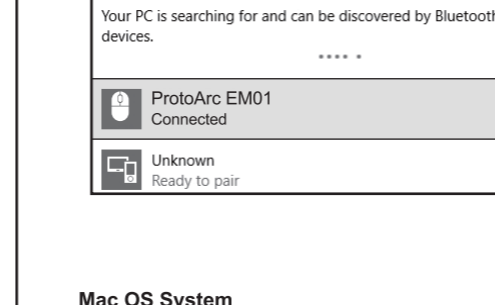 Your PC is searching for and can be discovered by Bluetooth
devices.
ProtoArc EM01
Connected
Unknown
Ready to pair
Mac OS System